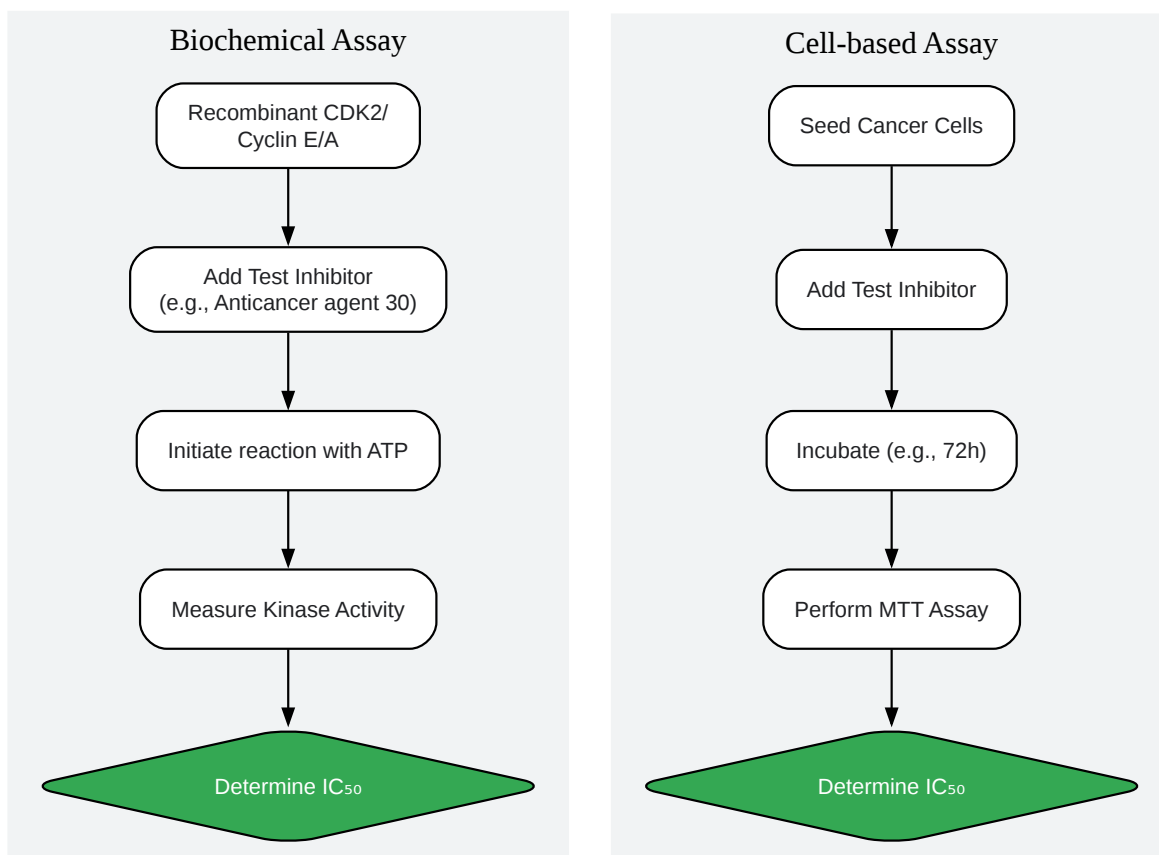 Biochemical Assay
Recombinant CDK2/
Cyclin E/A
Add Test Inhibitor
(e.g., Anticancer agent 30)
Initiate reaction with ATP
Measure Kinase Activity
Determine IC₅₀
Cell-based Assay
Seed Cancer Cells
Add Test Inhibitor
Incubate (e.g., 72h)
Perform MTT Assay
Determine IC₅₀